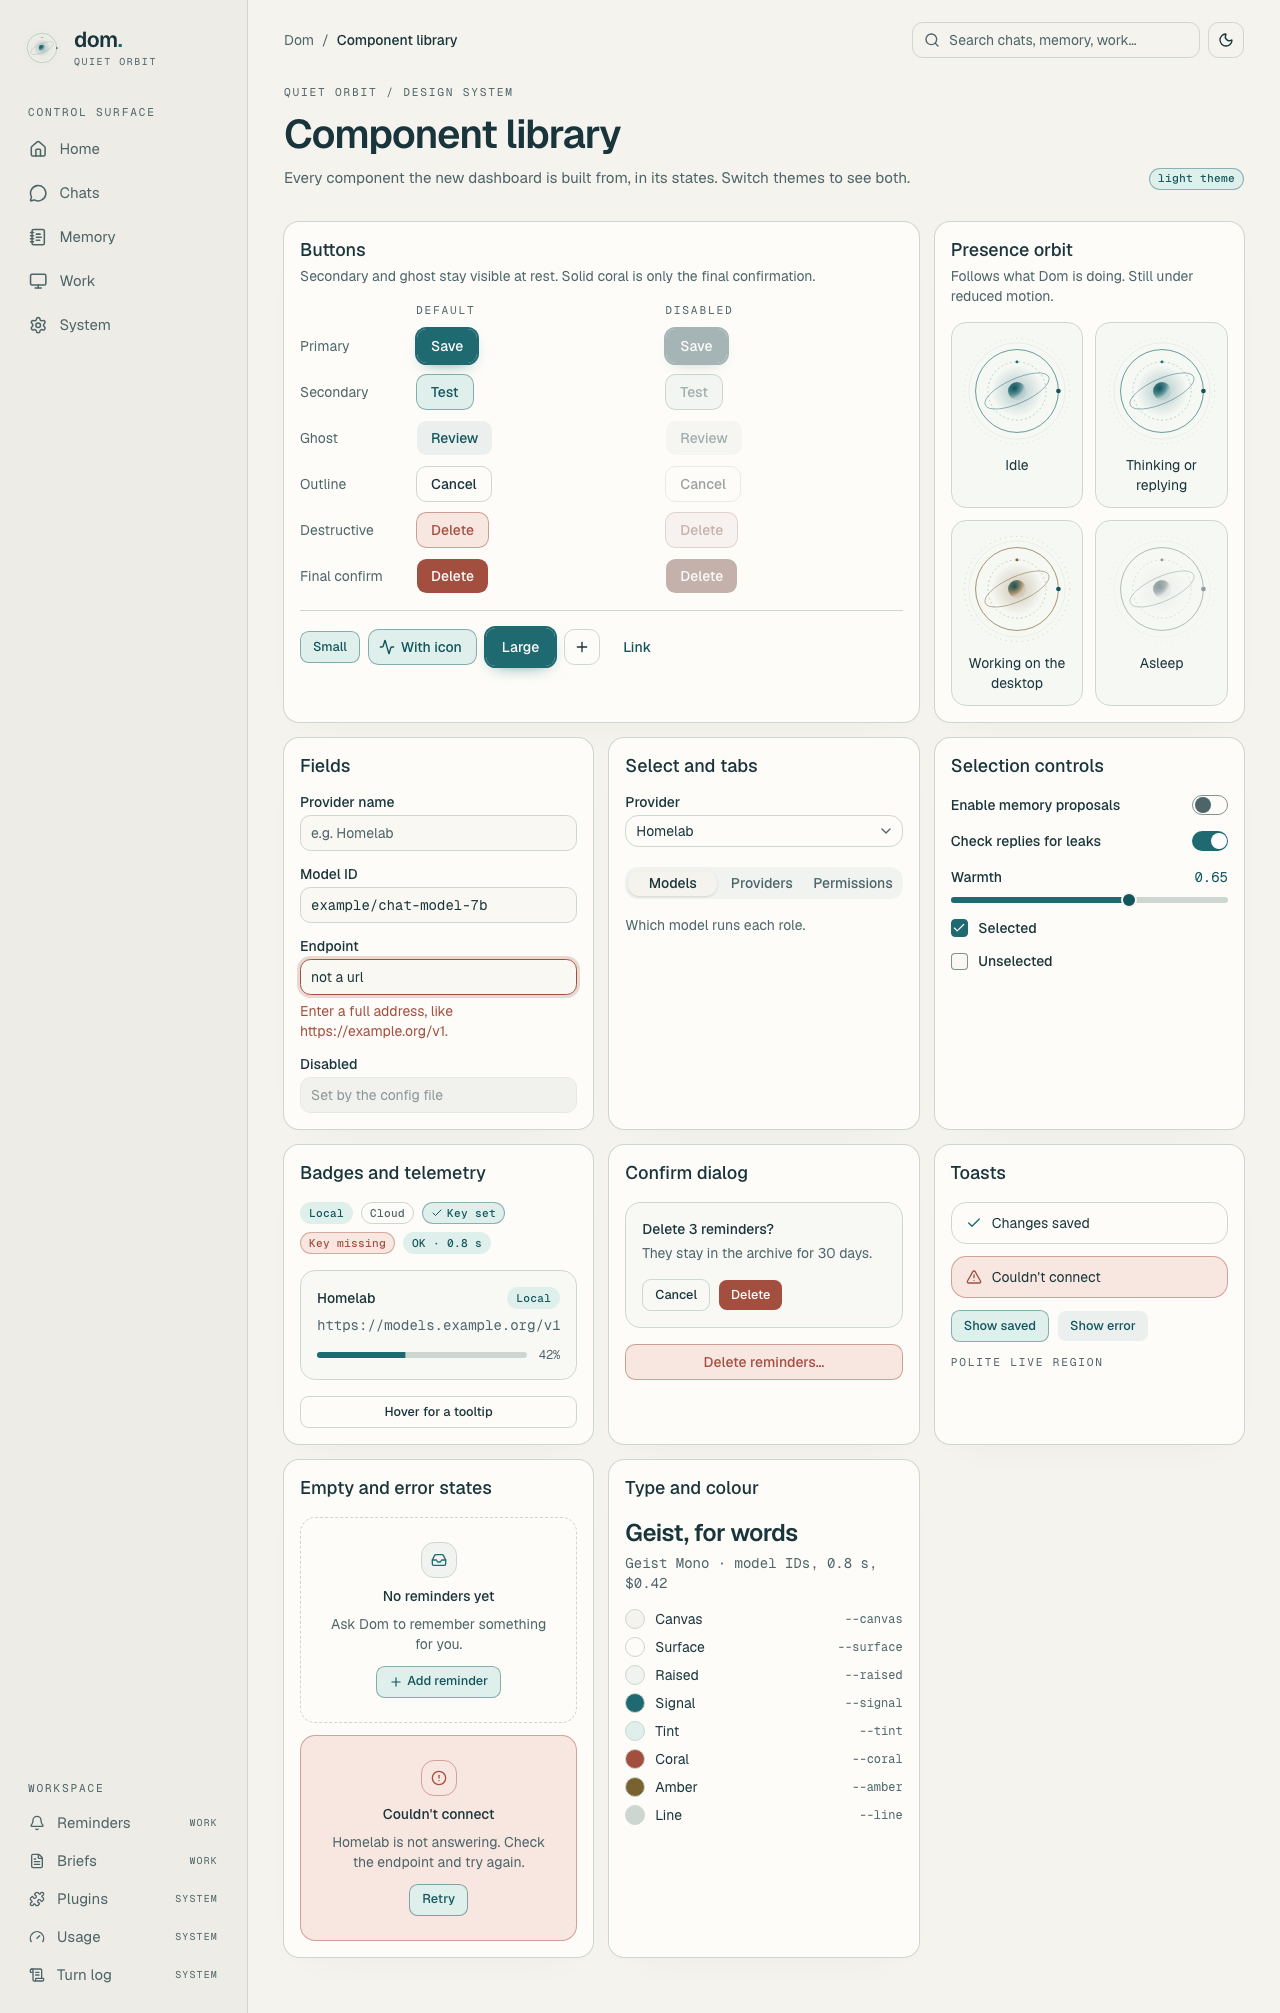 dom.
QUIET ORBIT
CONTROL SURFACE
Home
Chats
Memory
Work
System
WORKSPACE
Reminders WORK
Briefs WORK
Plugins SYSTEM
Usage SYSTEM
Turn log SYSTEM
Dom / Component library
Search chats, memory, work...
QUIET ORBIT / DESIGN SYSTEM
Component library
Every component the new dashboard is built from, in its states. Switch themes to see both.
light theme
Buttons
Secondary and ghost stay visible at rest. Solid coral is only the final confirmation.
DEFAULT DISABLED
Primary Save Save
Secondary Test Test
Ghost Review Review
Outline Cancel Cancel
Destructive Delete Delete
Final confirm Delete Delete
Small With icon Large + Link
Presence orbit
Follows what Dom is doing. Still under
reduced motion.
Idle
Thinking or
replying
Working on the
desktop
Asleep
Fields
Provider name
e.g. Homelab
Model ID
example/chat-model-7b
Endpoint
not a url
Enter a full address, like
https://example.org/v1.
Disabled
Set by the config file
Select and tabs
Provider
Homelab
Models Providers Permissions
Which model runs each role.
Selection controls
Enable memory proposals
Check replies for leaks
Warmth 0.65
Selected
Unselected
Badges and telemetry
Local Cloud Key set
Key missing OK · 0.8 s
Homelab Local
https://models.example.org/v1
42%
Hover for a tooltip
Confirm dialog
Delete 3 reminders?
They stay in the archive for 30 days.
Cancel Delete
Delete reminders...
Toasts
Changes saved
Couldn't connect
Show saved Show error
POLITE LIVE REGION
Empty and error states
No reminders yet
Ask Dom to remember something
for you.
+ Add reminder
Couldn't connect
Homelab is not answering. Check
the endpoint and try again.
Retry
Type and colour
Geist, for words
Geist Mono · model IDs, 0.8 s,
$0.42
Canvas --canvas
Surface --surface
Raised --raised
Signal --signal
Tint --tint
Coral --coral
Amber --amber
Line --line